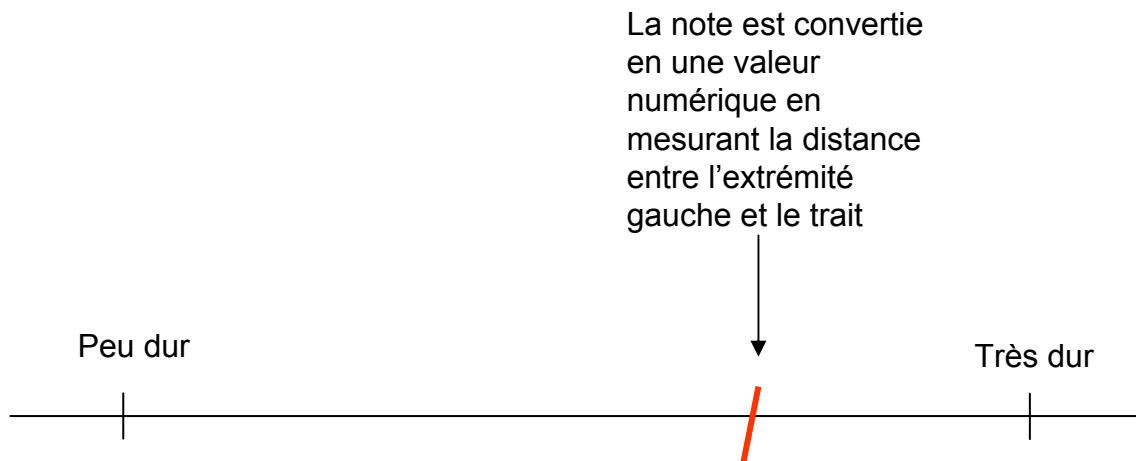 La note est convertie
en une valeur
numérique en
mesurant la distance
entre l’extrémité
gauche et le trait
Peu dur
Très dur